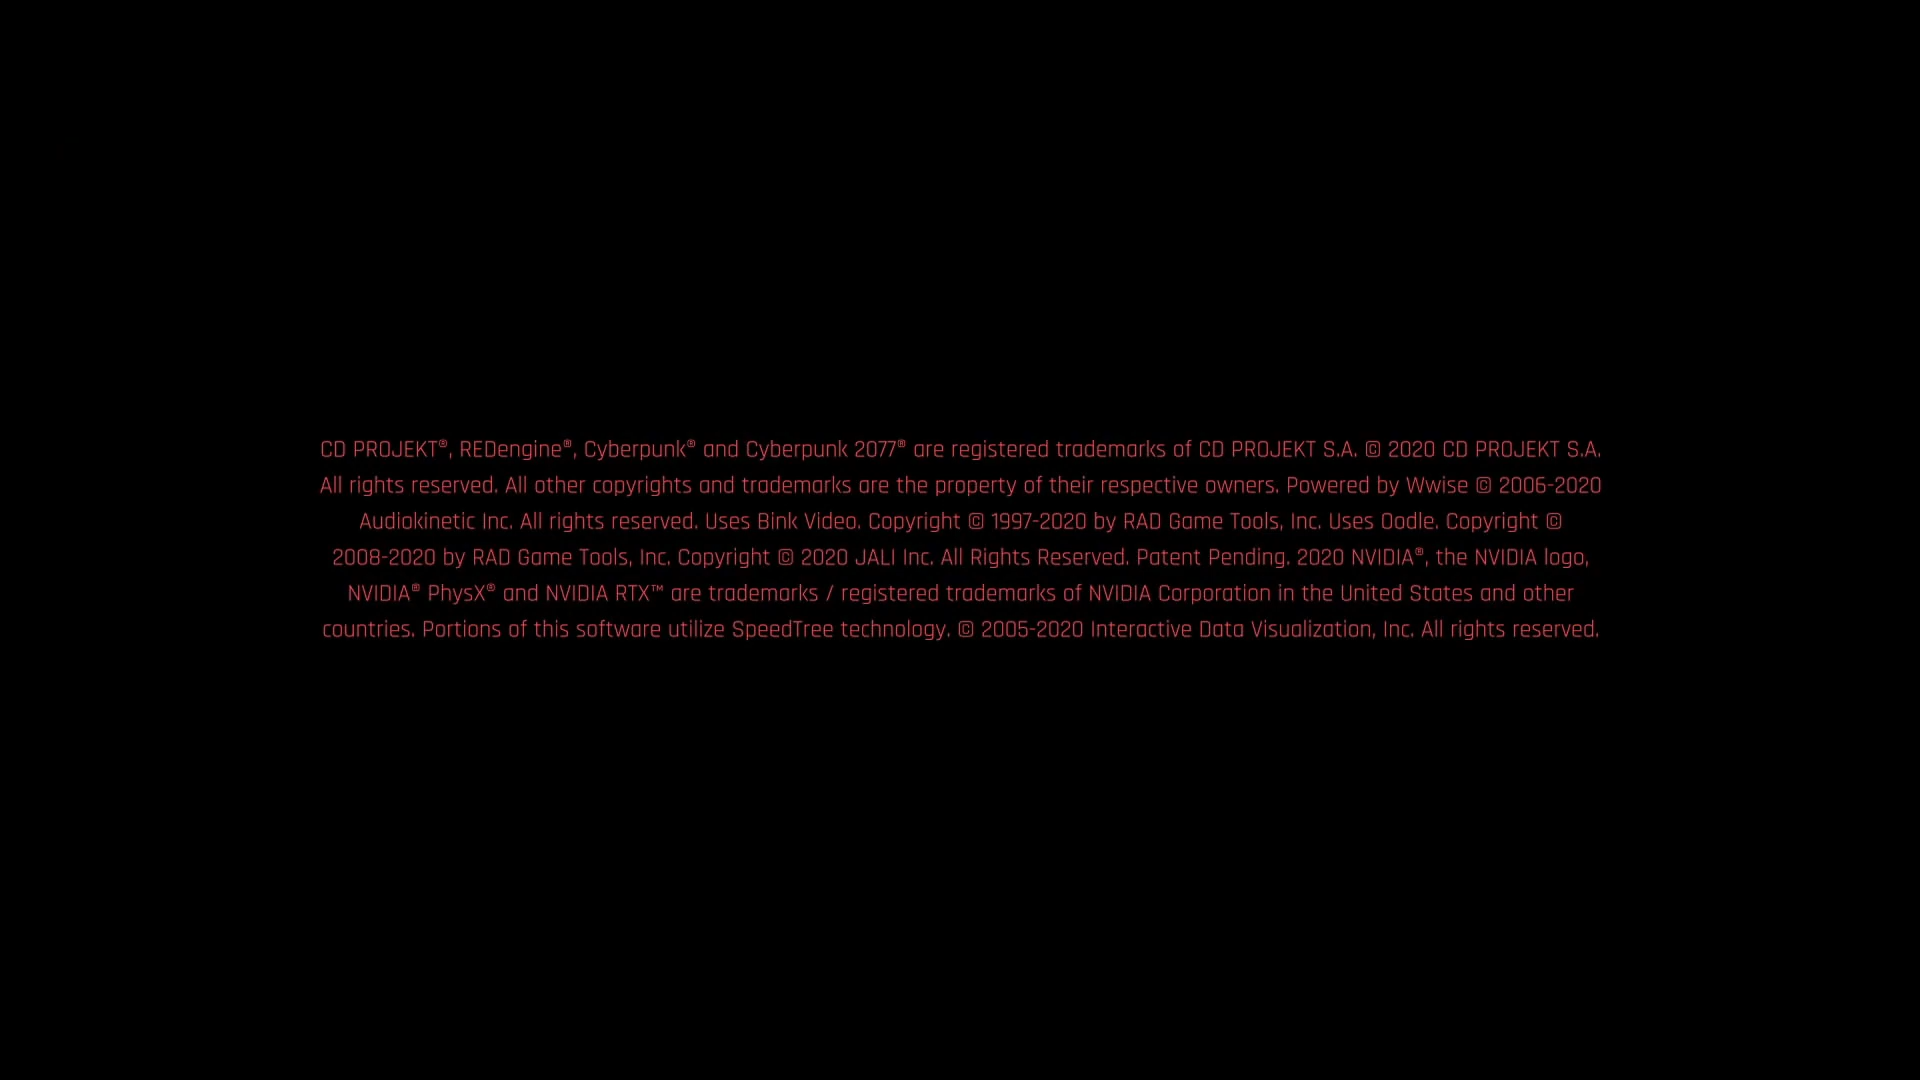 CD PROJEKT®, REDengine®, Cyberpunk® and Cyberpunk 2077® are registered trademarks of CD PROJEKT S.A. © 2020 CD PROJEKT S.A.
All rights reserved. All other copyrights and trademarks are the property of their respective owners. Powered by Wwise © 2006-2020
Audiokinetic Inc. All rights reserved. Uses Bink Video. Copyright © 1997-2020 by RAD Game Tools, Inc. Uses Oodle. Copyright ©
2008-2020 by RAD Game Tools, Inc. Copyright © 2020 JALI Inc. All Rights Reserved. Patent Pending. 2020 NVIDIA®, the NVIDIA logo,
NVIDIA® PhysX® and NVIDIA RTX™ are trademarks / registered trademarks of NVIDIA Corporation in the United States and other
countries. Portions of this software utilize SpeedTree technology. © 2005-2020 Interactive Data Visualization, Inc. All rights reserved.